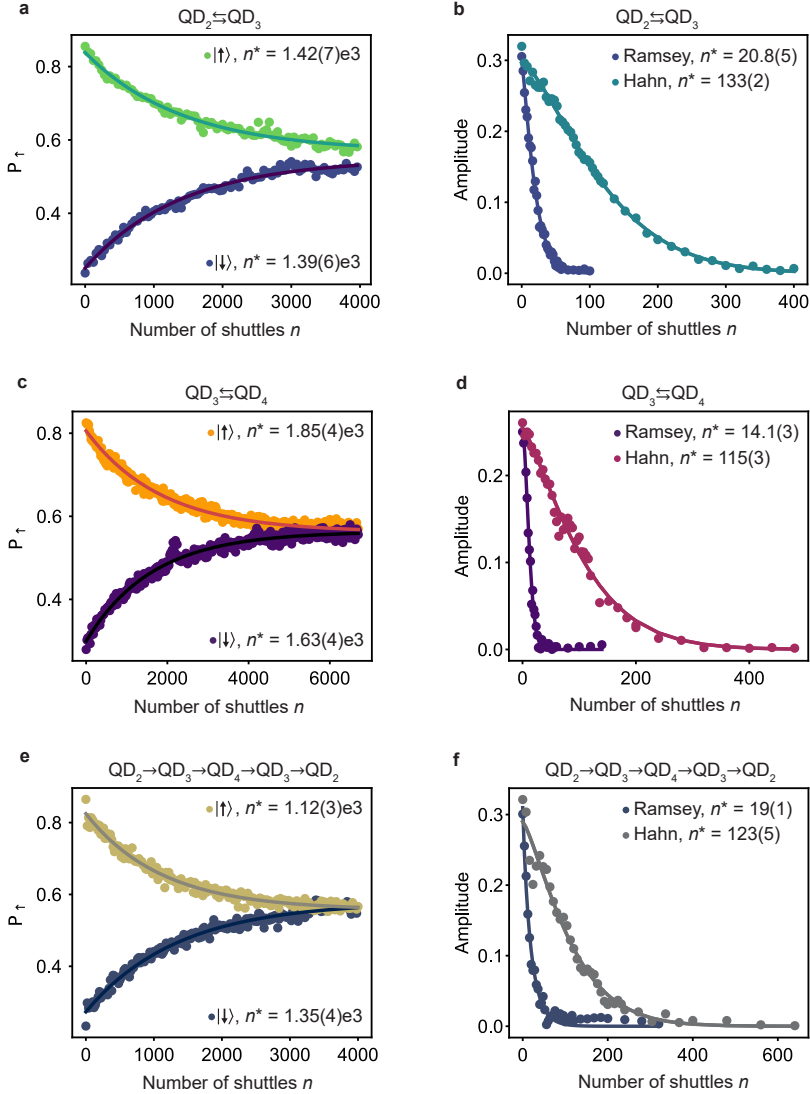 a
QD₂⇆QD₃
|↑⟩, n* = 1.42(7)e3
|↓⟩, n* = 1.39(6)e3
0.8
0.6
0.4
P↑
0 1000 2000 3000 4000
Number of shuttles n
b
QD₂⇆QD₃
Ramsey, n* = 20.8(5)
Hahn, n* = 133(2)
0.3
0.2
0.1
0.0
Amplitude
0 100 200 300 400
Number of shuttles n
c
QD₃⇆QD₄
|↑⟩, n* = 1.85(4)e3
|↓⟩, n* = 1.63(4)e3
0.8
0.6
0.4
P↑
0 2000 4000 6000
Number of shuttles n
d
QD₃⇆QD₄
Ramsey, n* = 14.1(3)
Hahn, n* = 115(3)
0.2
0.1
0.0
Amplitude
0 200 400
Number of shuttles n
e
QD₂→QD₃→QD₄→QD₃→QD₂
|↑⟩, n* = 1.12(3)e3
|↓⟩, n* = 1.35(4)e3
0.8
0.6
0.4
P↑
0 1000 2000 3000 4000
Number of shuttles n
f
QD₂→QD₃→QD₄→QD₃→QD₂
Ramsey, n* = 19(1)
Hahn, n* = 123(5)
0.3
0.2
0.1
0.0
Amplitude
0 200 400 600
Number of shuttles n